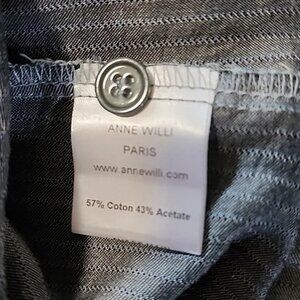 ANNE WILLI
PARIS
www.annewilli.com
57% Coton 43% Acetate